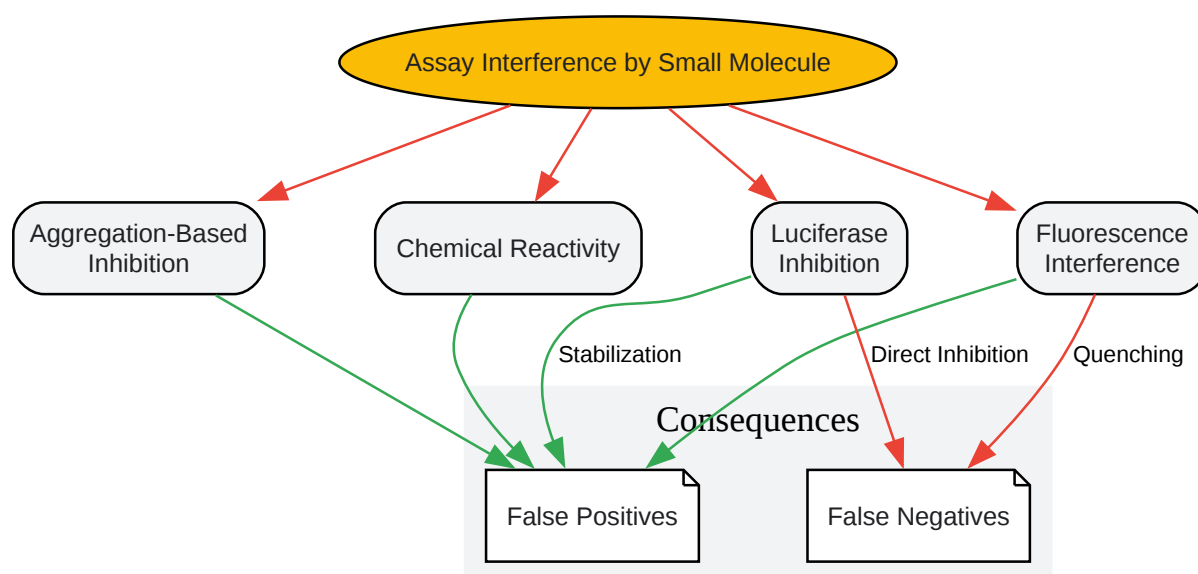 Assay Interference by Small Molecule
Aggregation-Based
Inhibition
Chemical Reactivity
Luciferase
Inhibition
Fluorescence
Interference
Stabilization
Direct Inhibition
Quenching
Consequences
False Positives
False Negatives